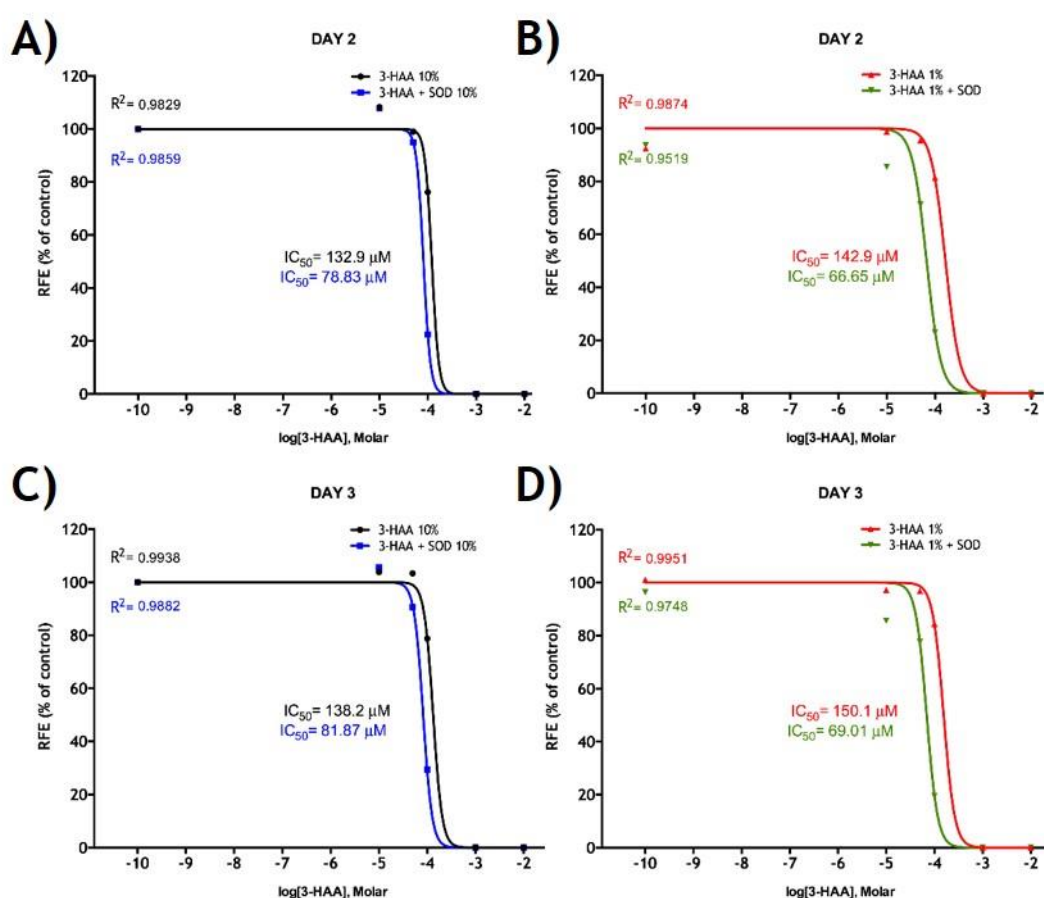 A)
DAY 2
3-HAA 10%
3-HAA + SOD 10%
R2= 0.9829
R2= 0.9859
IC50= 132.9 µM
IC50= 78.83 µM
RFE (% of control)
120
100
80
60
40
20
0
-10 -9 -8 -7 -6 -5 -4 -3 -2
log[3-HAA], Molar
B)
DAY 2
3-HAA 1%
3-HAA 1% + SOD
R2= 0.9874
R2= 0.9519
IC50= 142.9 µM
IC50= 66.65 µM
RFE (% of control)
120
100
80
60
40
20
0
-10 -9 -8 -7 -6 -5 -4 -3 -2
log[3-HAA], Molar
C)
DAY 3
3-HAA 10%
3-HAA + SOD 10%
R2= 0.9938
R2= 0.9882
IC50= 138.2 µM
IC50= 81.87 µM
RFE (% of control)
120
100
80
60
40
20
0
-10 -9 -8 -7 -6 -5 -4 -3 -2
log[3-HAA], Molar
D)
DAY 3
3-HAA 1%
3-HAA 1% + SOD
R2= 0.9951
R2= 0.9748
IC50= 150.1 µM
IC50= 69.01 µM
RFE (% of control)
120
100
80
60
40
20
0
-10 -9 -8 -7 -6 -5 -4 -3 -2
log[3-HAA], Molar